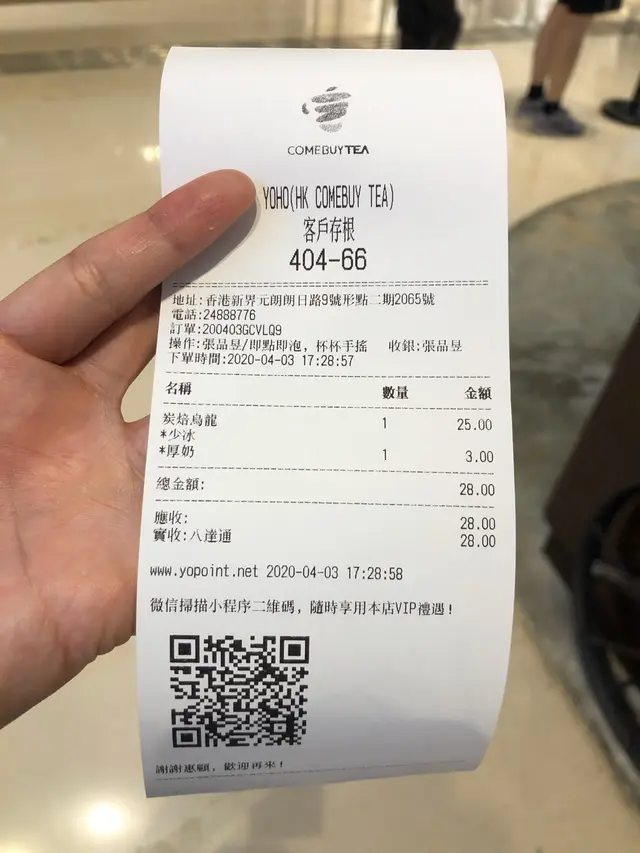 COMEBUY TEA
YOHO(HK COMEBUY TEA)
客戶存根
404-66
地址:香港新界元朗朗日路9號形點二期2065號
電話:24888776
訂單:200403GCVLQ9
操作:張品昱/即點即泡，杯杯手搖 收銀:張品昱
下單時間:2020-04-03 17:28:57
名稱 數量 金額
炭焙烏龍 1 25.00
*少冰
*厚奶 1 3.00
總金額: 28.00
應收: 28.00
實收:八達通 28.00
www.yopoint.net 2020-04-03 17:28:58
微信掃描小程序二維碼，隨時享用本店VIP禮遇！
謝謝惠顧，歡迎再來！